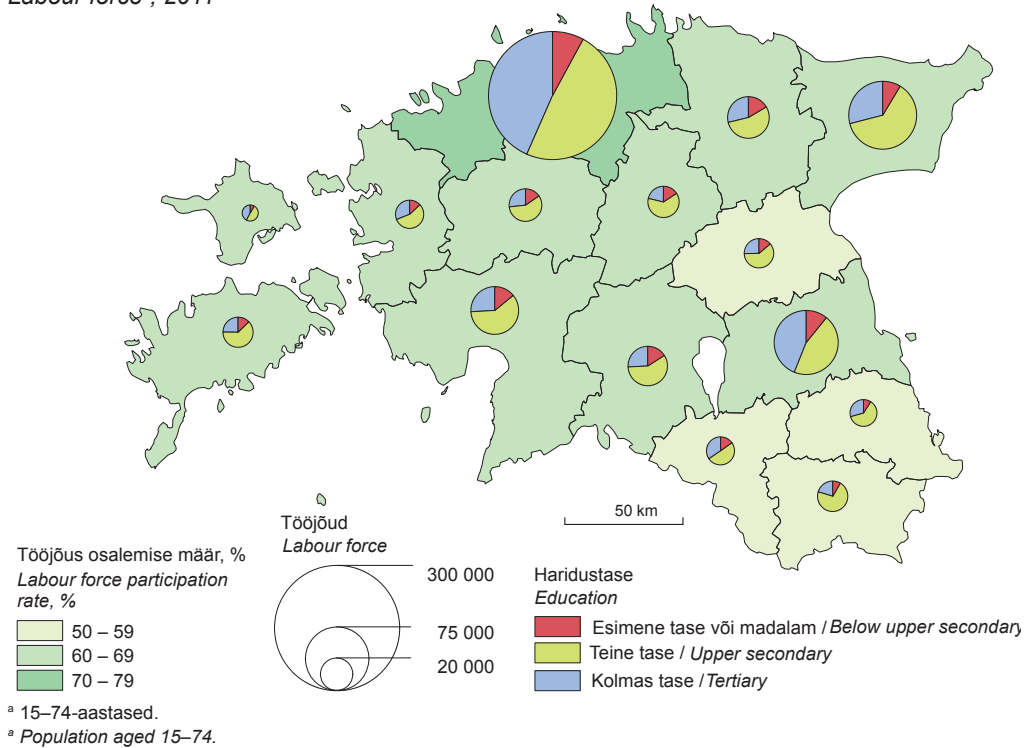 Labour force , 2011
50 km
Tööjõud
Labour force
300 000
75 000
20 000
Tööjõus osalemise määr, %
Labour force participation
rate, %
50 – 59
60 – 69
70 – 79
Haridustase
Education
Esimene tase või madalam / Below upper secondary
Teine tase / Upper secondary
Kolmas tase / Tertiary
a 15–74-aastased.
a Population aged 15–74.